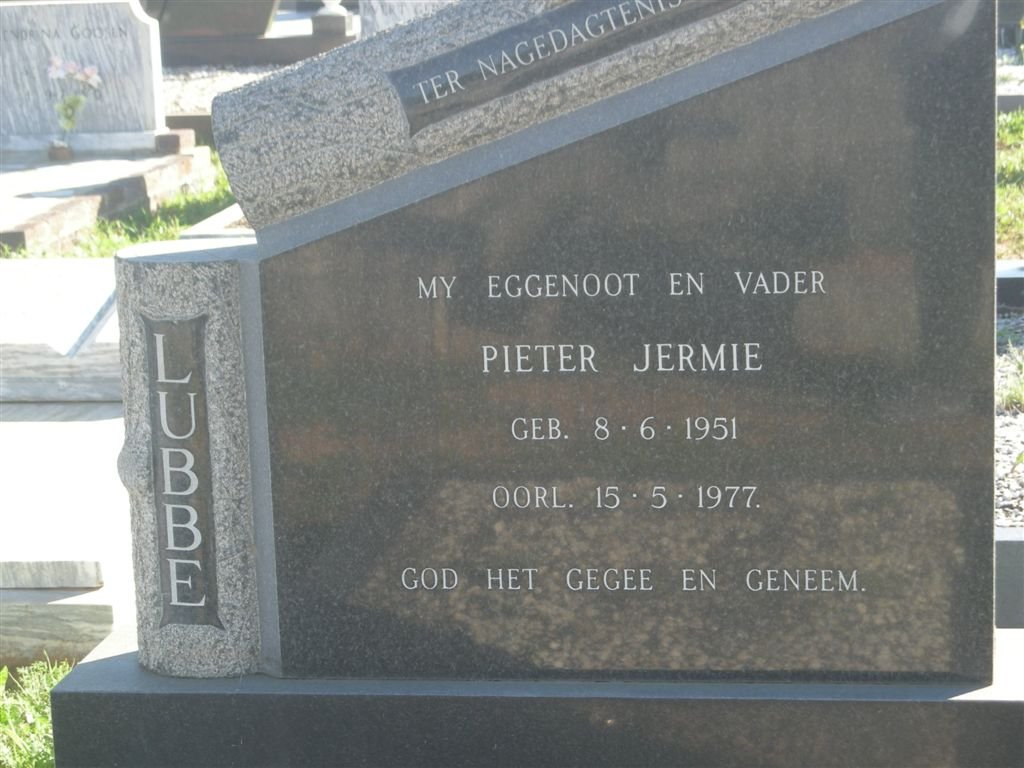 TER NAGEDAGTENIS
LUBBE
MY EGGENOOT EN VADER
PIETER JERMIE
GEB. 8·6·1951
OORL. 15·5·1977.
GOD HET GEGEE EN GENEEM.
GOOSEN